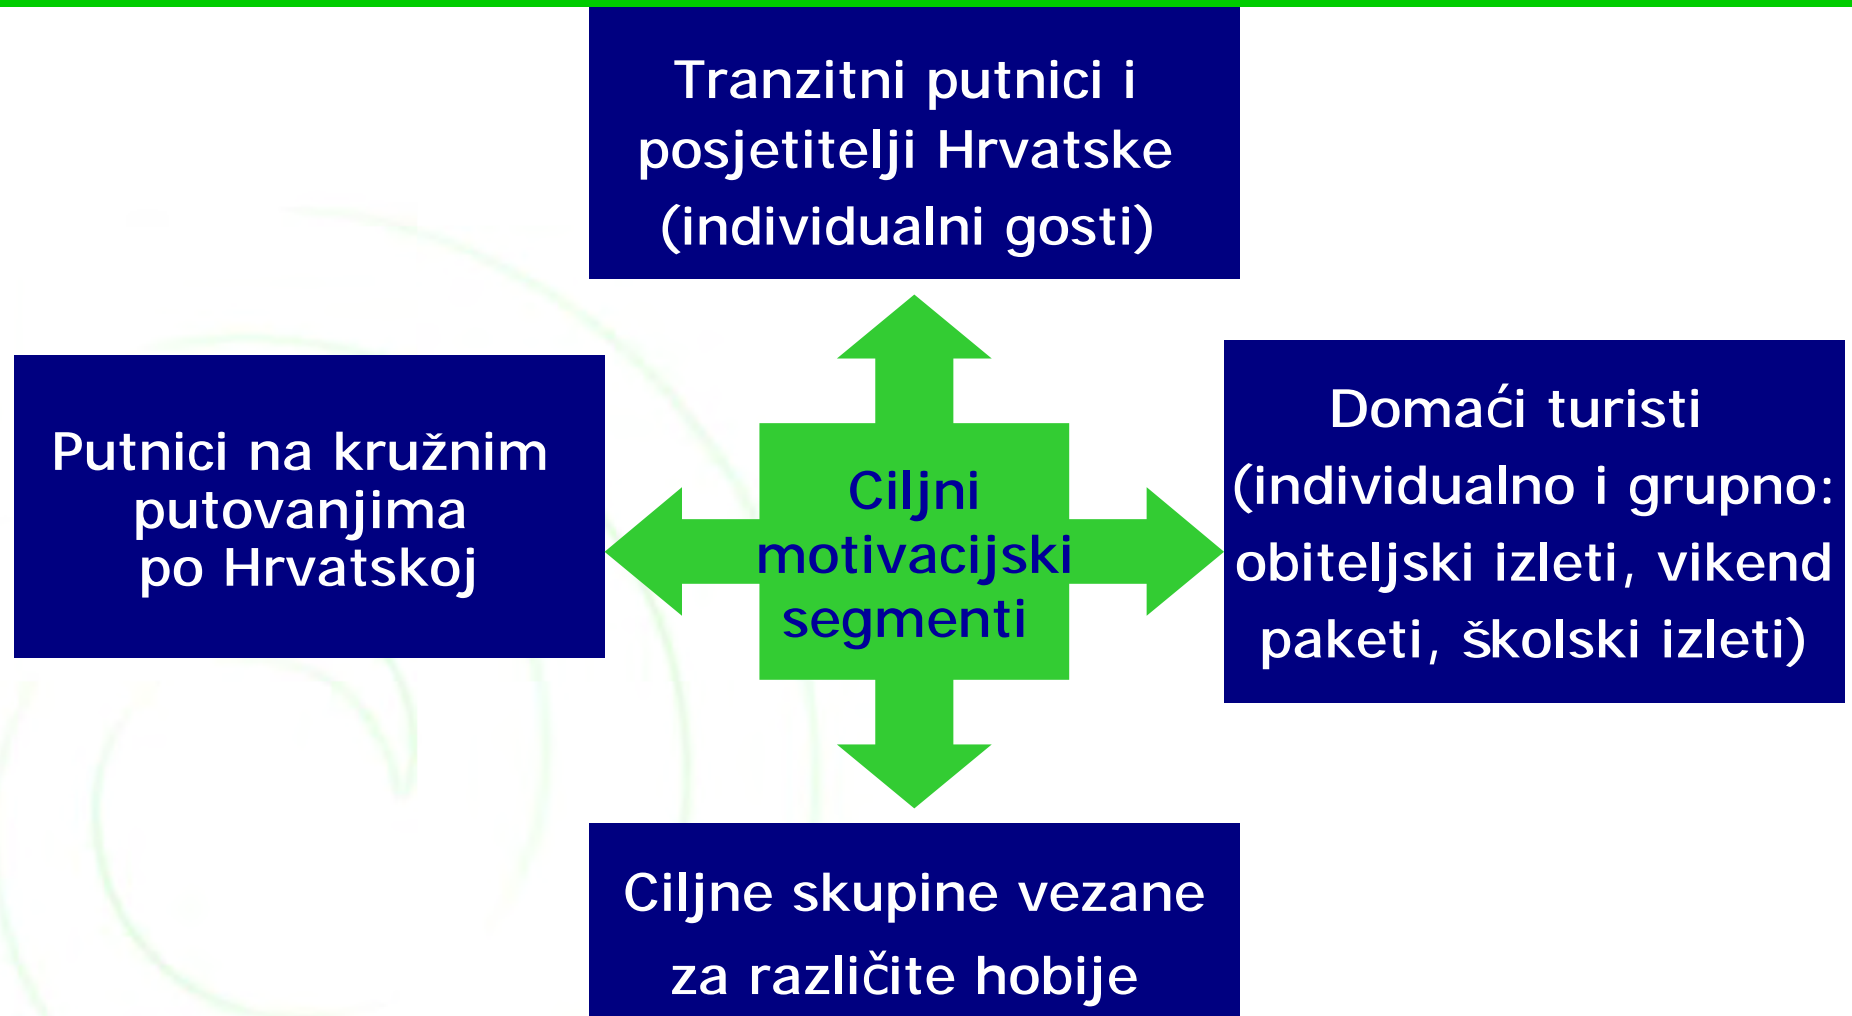 Tranzitni putnici i
posjetitelji Hrvatske
(individualni gosti)
Putnici na kružnim
putovanjima
po Hrvatskoj
Ciljni
motivacijski
segmenti
Domaći turisti
(individualno i grupno:
obiteljski izleti, vikend
paketi, školski izleti)
Ciljne skupine vezane
za različite hobije